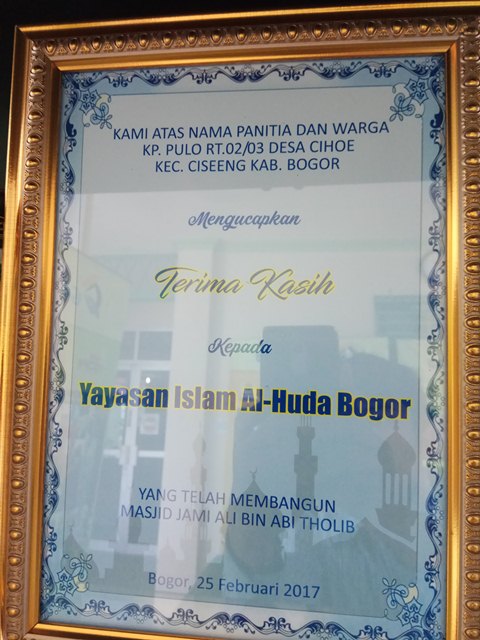 KAMI ATAS NAMA PANITIA DAN WARGA
KP. PULO RT.02/03 DESA CIHOE
KEC. CISEENG KAB. BOGOR
Mengucapkan
Terima Kasih
Kepada
Yayasan Islam Al-Huda Bogor
YANG TELAH MEMBANGUN
MASJID JAMI ALI BIN ABI THOLIB
Bogor, 25 Februari 2017